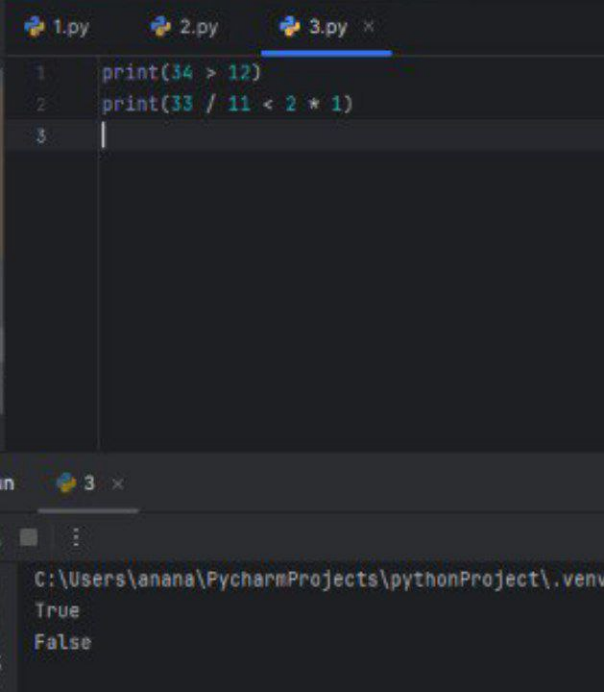 1.py 2.py 3.py
1 print(34 > 12)
2 print(33 / 11 < 2 * 1)
3
3
C:\Users\anana\PycharmProjects\pythonProject\.venv
True
False